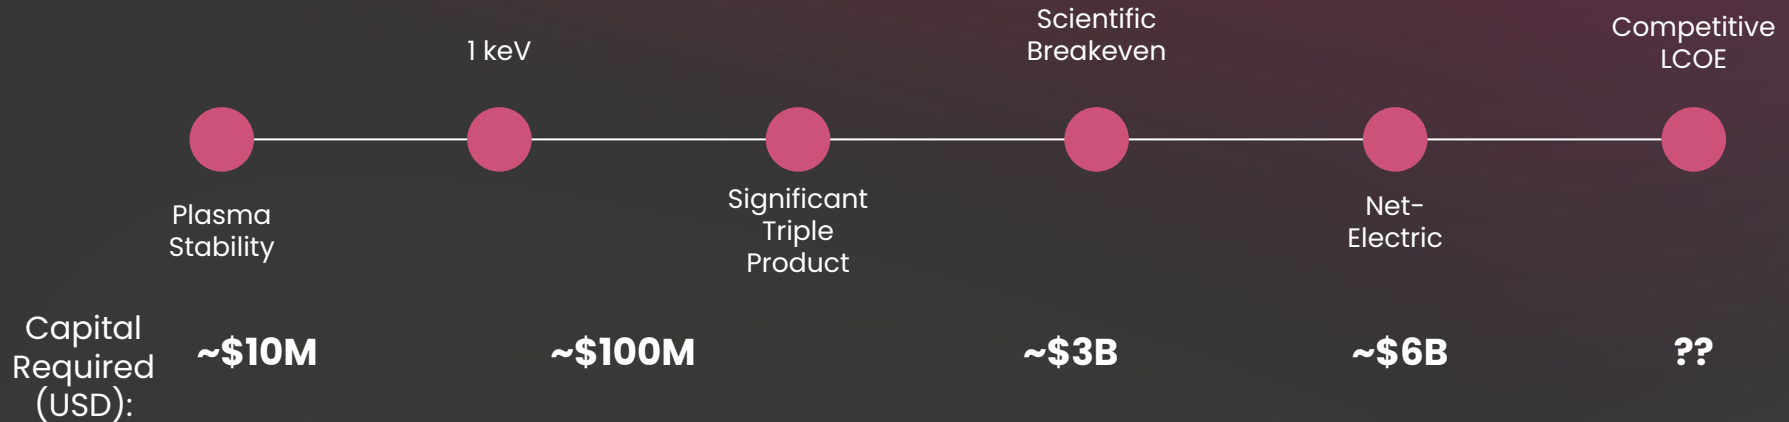 1 keV
Scientific
Breakeven
Competitive
LCOE
Plasma
Stability
Significant
Triple
Product
Net-
Electric
Capital
Required
(USD):
~$10M
~$100M
~$3B
~$6B
??